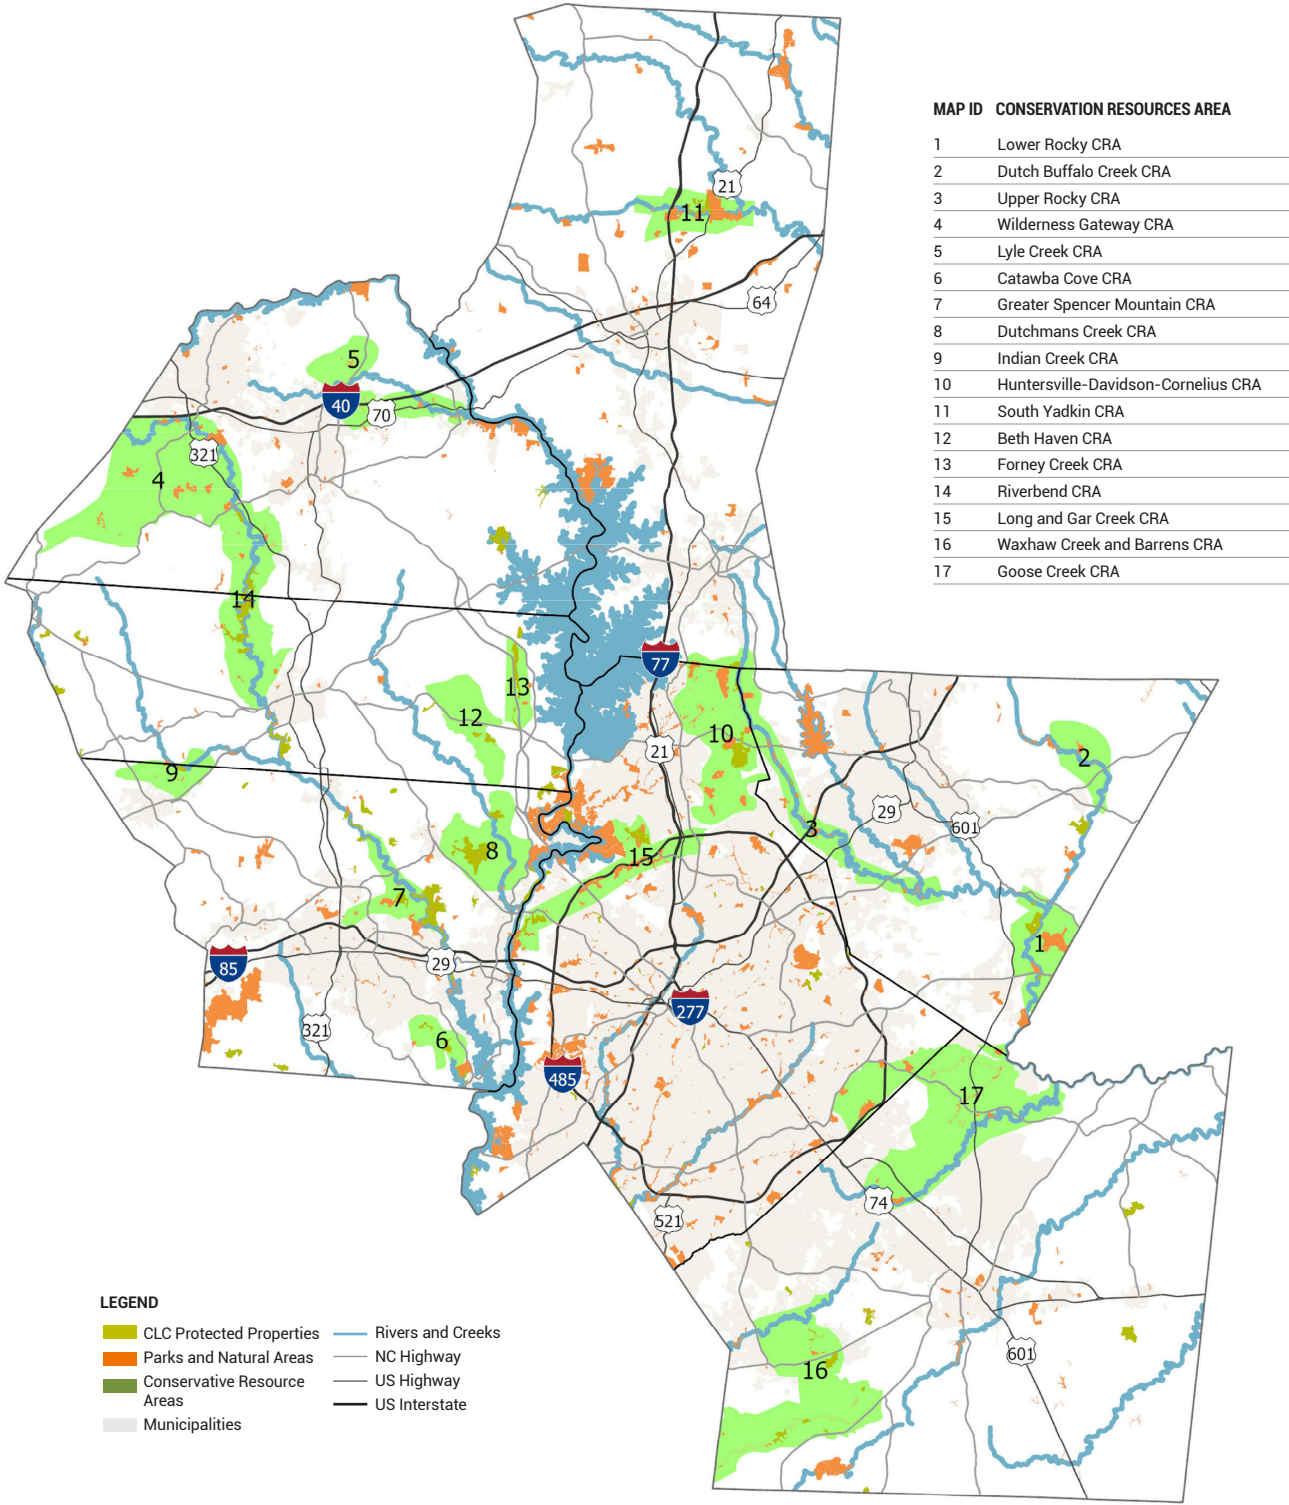 MAP ID CONSERVATION RESOURCES AREA
1 Lower Rocky CRA
2 Dutch Buffalo Creek CRA
3 Upper Rocky CRA
4 Wilderness Gateway CRA
5 Lyle Creek CRA
6 Catawba Cove CRA
7 Greater Spencer Mountain CRA
8 Dutchmans Creek CRA
9 Indian Creek CRA
10 Huntersville-Davidson-Cornelius CRA
11 South Yadkin CRA
12 Beth Haven CRA
13 Forney Creek CRA
14 Riverbend CRA
15 Long and Gar Creek CRA
16 Waxhaw Creek and Barrens CRA
17 Goose Creek CRA
21
11
64
5
40
70
321
4
14
77
13
12
10
21
2
9
29
3
601
8
15
7
1
29
85
277
321
6
485
17
74
521
601
16
LEGEND
CLC Protected Properties
Parks and Natural Areas
Conservative Resource
Areas
Municipalities
Rivers and Creeks
NC Highway
US Highway
US Interstate